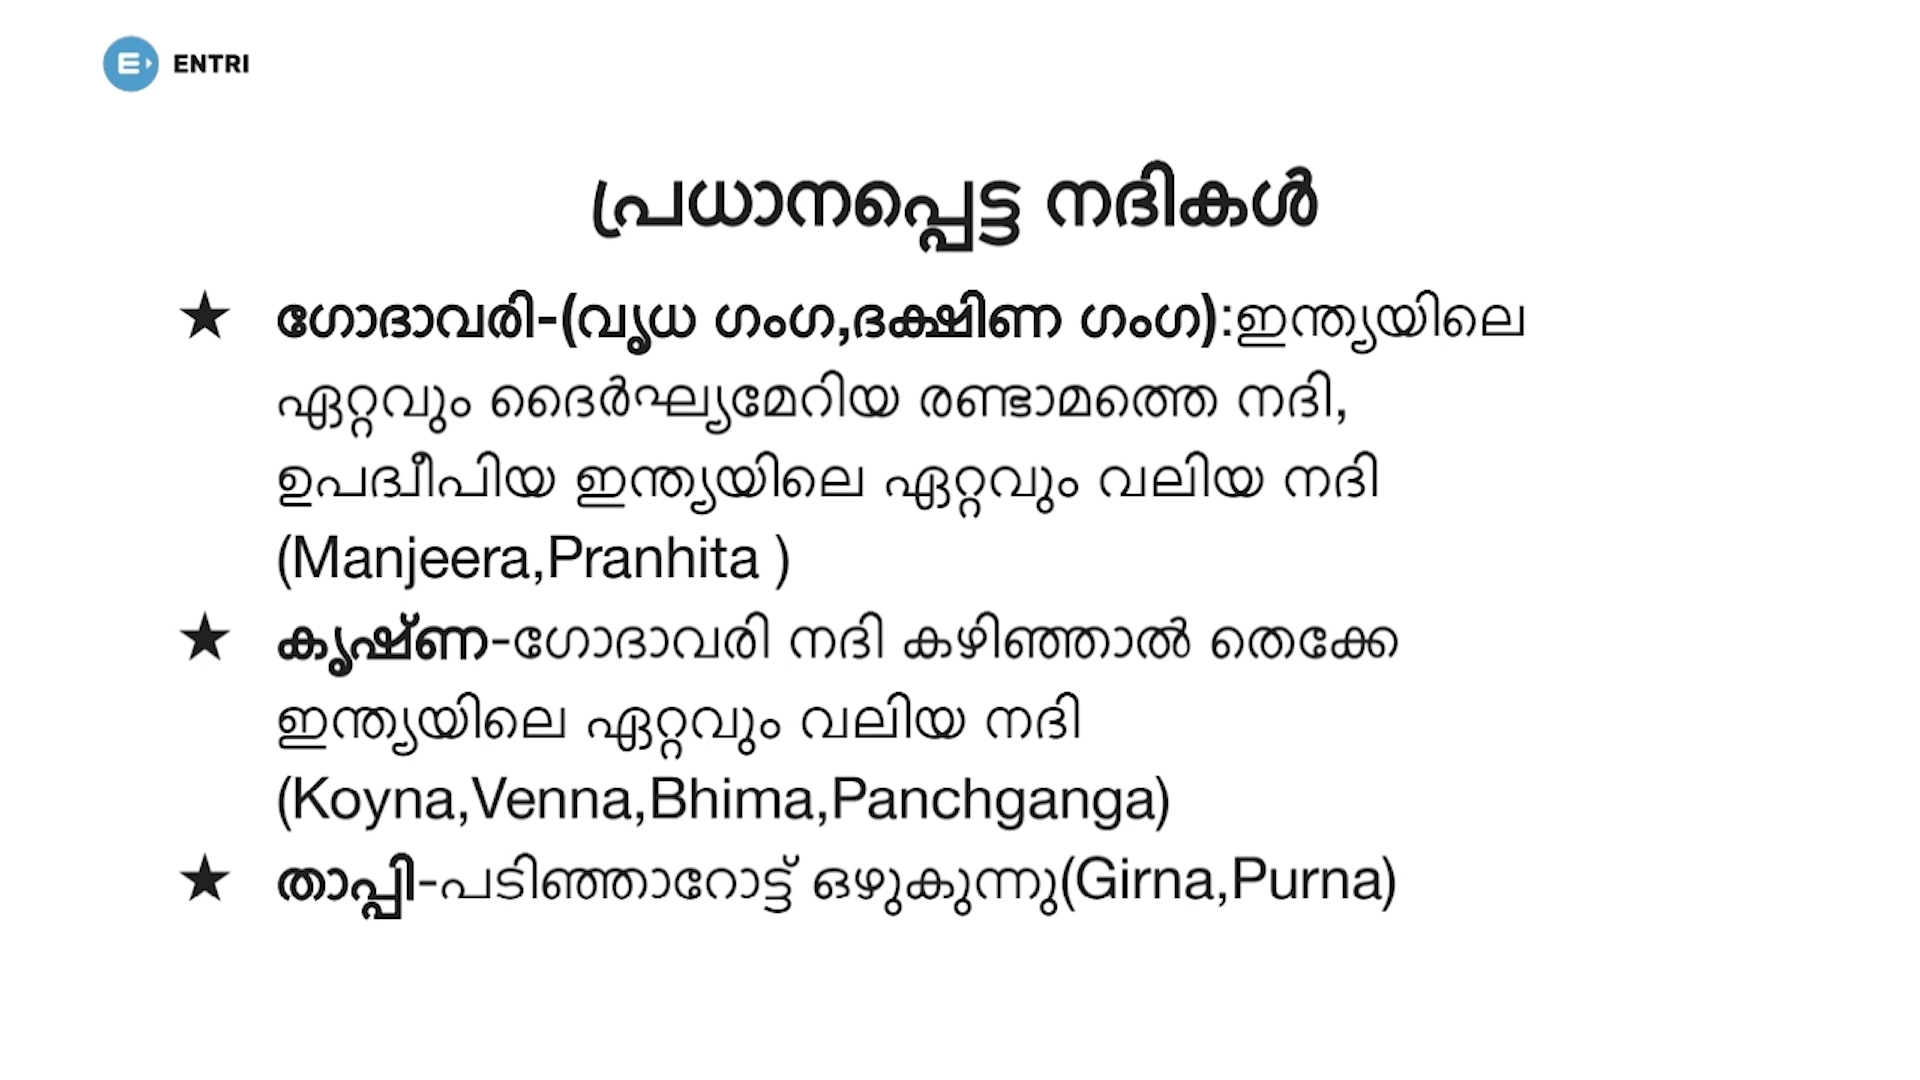 ENTRI
പ്രധാനപ്പെട്ട നദികൾ
★ ഗോദാവരി-(വൃധ ഗംഗ,ദക്ഷിണ ഗംഗ):ഇന്ത്യയിലെ
ഏറ്റവും ദൈർഘ്യമേറിയ രണ്ടാമത്തെ നദി,
ഉപദ്വീപിയ ഇന്ത്യയിലെ ഏറ്റവും വലിയ നദി
(Manjeera,Pranhita )
★ കൃഷ്ണ-ഗോദാവരി നദി കഴിഞ്ഞാൽ തെക്കേ
ഇന്ത്യയിലെ ഏറ്റവും വലിയ നദി
(Koyna,Venna,Bhima,Panchganga)
★ താപ്പി-പടിഞ്ഞാറോട്ട് ഒഴുകുന്നു(Girna,Purna)